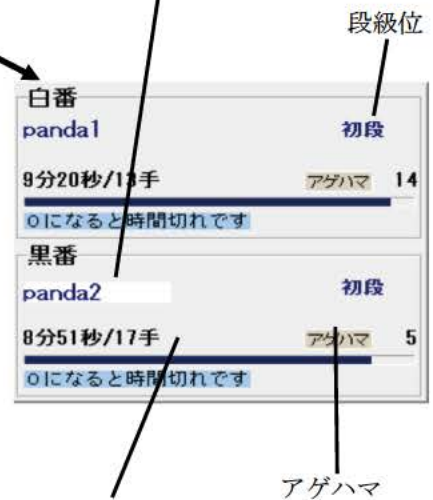 段級位
白番
panda1 初段
9分20秒/13手 アゲハマ 14
0になると時間切れです
黒番
panda2 初段
8分51秒/17手 アゲハマ 5
0になると時間切れです
アゲハマ